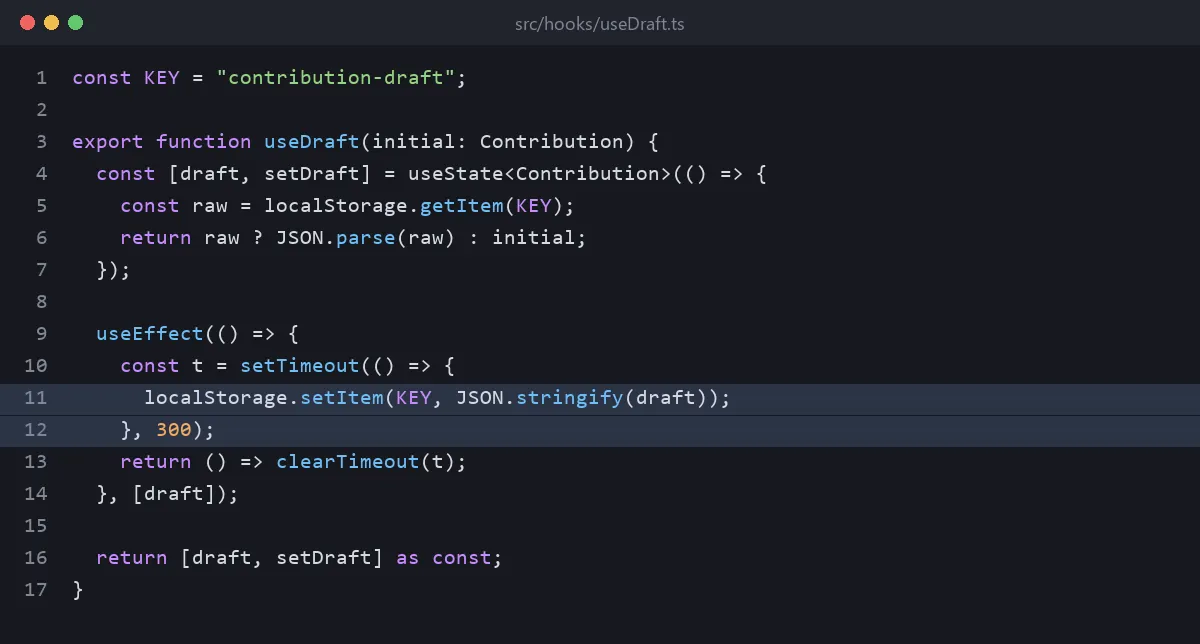 src/hooks/useDraft.ts
1 const KEY = "contribution-draft";
2
3 export function useDraft(initial: Contribution) {
4   const [draft, setDraft] = useState<Contribution>(() => {
5     const raw = localStorage.getItem(KEY);
6     return raw ? JSON.parse(raw) : initial;
7   });
8
9   useEffect(() => {
10     const t = setTimeout(() => {
11       localStorage.setItem(KEY, JSON.stringify(draft));
12     }, 300);
13     return () => clearTimeout(t);
14   }, [draft]);
15
16   return [draft, setDraft] as const;
17 }